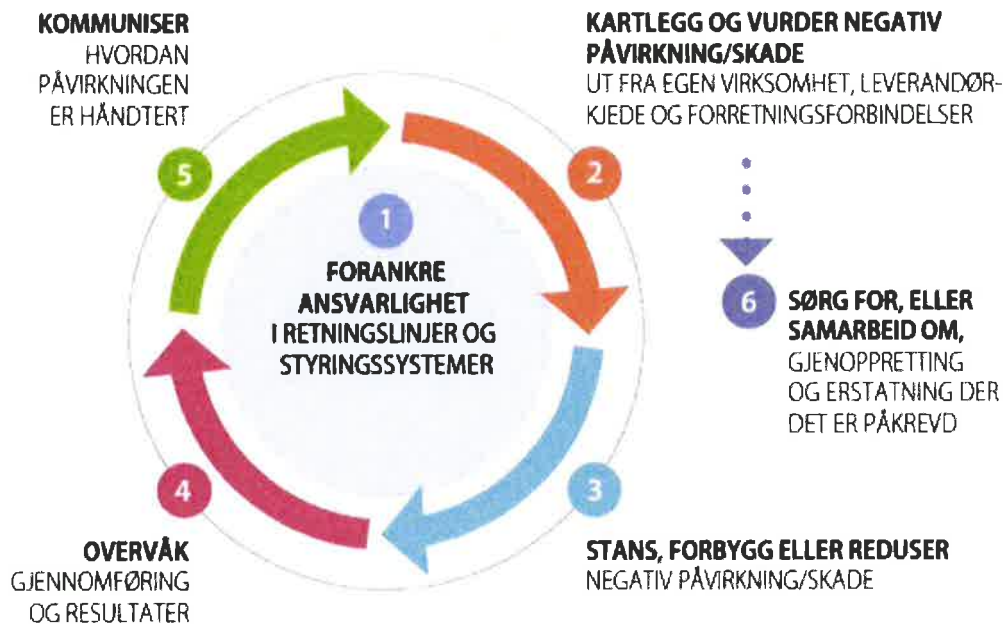 1
FORANKRE
ANSVARLIGHET
I RETNINGSLINJER OG
STYRINGSSYSTEMER
2
KARTLEGG OG VURDER NEGATIV
PÅVIRKNING/SKADE
UT FRA EGEN VIRKSOMHET, LEVERANDØR-
KJEDE OG FORRETNINGSFORBINDELSER
3
STANS, FORBYGG ELLER REDUSER
NEGATIV PÅVIRKNING/SKADE
4
OVERVÅK
GJENNOMFØRING
OG RESULTATER
5
KOMMUNISER
HVORDAN
PÅVIRKNINGEN
ER HÅNDTERT
6
SØRG FOR, ELLER
SAMARBEID OM,
GJENOPPRETTING
OG ERSTATNING DER
DET ER PÅKREVD